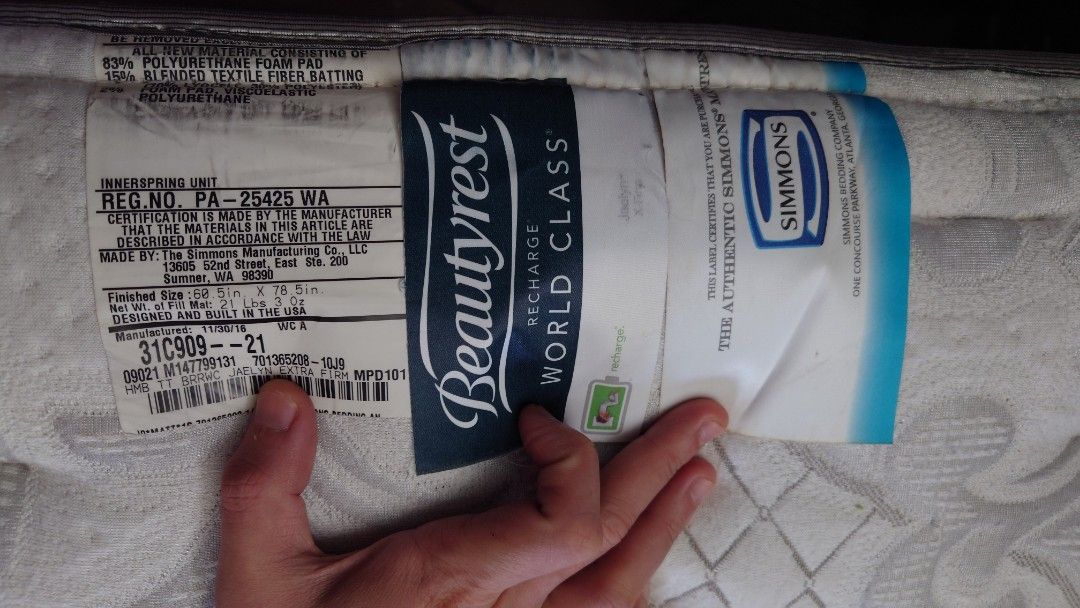 BE REMOVED
ALL NEW MATERIAL CONSISTING OF
83% POLYURETHANE FOAM PAD
15% BLENDED TEXTILE FIBER BATTING
2% FOAM PAD, VISCOELASTIC
POLYURETHANE
INNERSPRING UNIT
REG.NO. PA-25425 WA
CERTIFICATION IS MADE BY THE MANUFACTURER
THAT THE MATERIALS IN THIS ARTICLE ARE
DESCRIBED IN ACCORDANCE WITH THE LAW
MADE BY: The Simmons Manufacturing Co., LLC
13605 52nd Street, East Ste. 200
Sumner, WA 98390
Finished Size : 60.5in. X 78.5in.
Net Wt. of Fill Mat: 21 Lbs 3 Oz
DESIGNED AND BUILT IN THE USA
Manufactured: 11/30/16 WC A
31C909--21
09021 M147799131 701365208-10J9
HMB TT BRRWC JAELYN EXTRA FIRM MPD101
Beautyrest®
RECHARGE®
WORLD CLASS®
Jaelyn™
recharge®
THIS LABEL CERTIFIES THAT YOU ARE
THE AUTHENTIC SIMMONS®
SIMMONS®
SIMMONS BEDDING COMPANY
ONE CONCOURSE PARKWAY, ATLANTA, GEORGIA